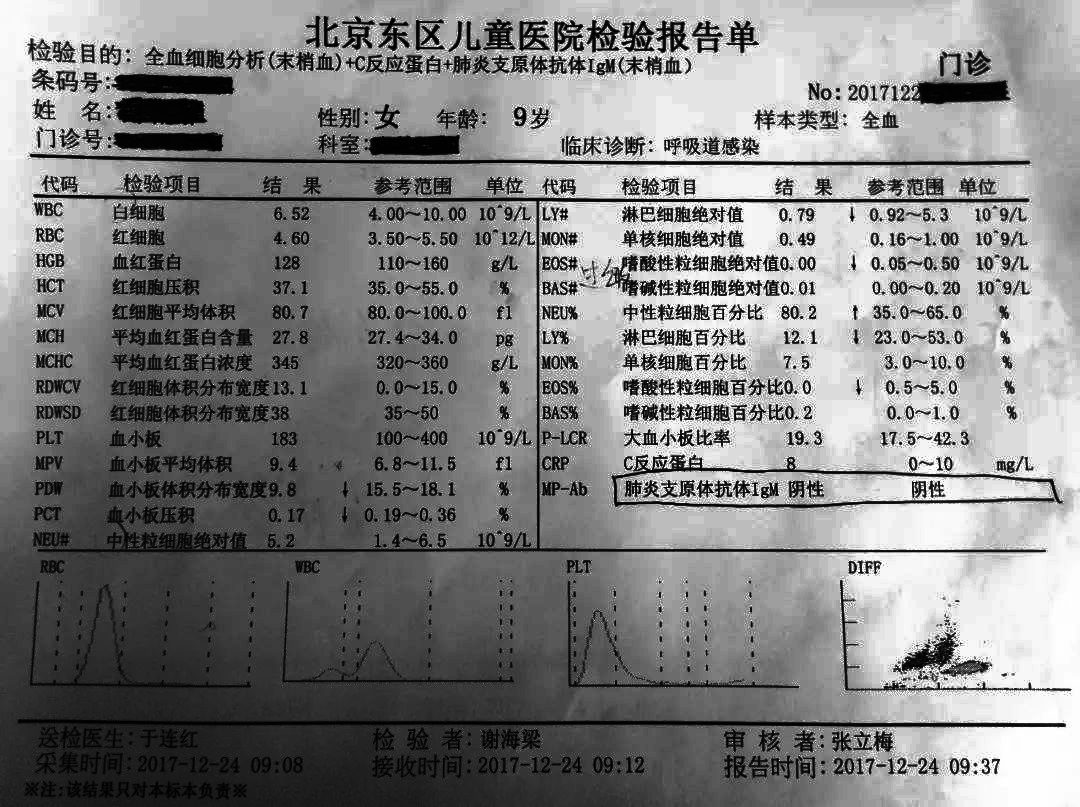 北京东区儿童医院检验报告单
检验目的：全血细胞分析(末梢血)+C反应蛋白+肺炎支原体抗体IgM(末梢血)
门诊
条码号：
No: 2017122
姓 名：
性别：女 年龄： 9岁 样本类型：全血
门诊号：
科室： 临床诊断：呼吸道感染
代码 检验项目 结 果 参考范围 单位 代码 检验项目 结 果 参考范围 单位
WBC 白细胞 6.52 4.00～10.00 10^9/L LY# 淋巴细胞绝对值 0.79 ↓ 0.92～5.3 10^9/L
RBC 红细胞 4.60 3.50～5.50 10^12/L MON# 单核细胞绝对值 0.49 0.16～1.00 10^9/L
HGB 血红蛋白 128 110～160 g/L EOS# 嗜酸性粒细胞绝对值0.00 ↓ 0.05～0.50 10^9/L
HCT 红细胞压积 37.1 35.0～55.0 % BAS# 嗜碱性粒细胞绝对值0.01 0.00～0.20 10^9/L
MCV 红细胞平均体积 80.7 80.0～100.0 fl NEU% 中性粒细胞百分比 80.2 ↑ 35.0～65.0 %
MCH 平均血红蛋白含量 27.8 27.4～34.0 pg LY% 淋巴细胞百分比 12.1 ↓ 23.0～53.0 %
MCHC 平均血红蛋白浓度 345 320～360 g/L MON% 单核细胞百分比 7.5 3.0～10.0 %
RDWCV 红细胞体积分布宽度13.1 0.0～15.0 % EOS% 嗜酸性粒细胞百分比0.0 ↓ 0.5～5.0 %
RDWSD 红细胞体积分布宽度38 35～50 % BAS% 嗜碱性粒细胞百分比0.2 0.0～1.0 %
PLT 血小板 183 100～400 10^9/L P-LCR 大血小板比率 19.3 17.5～42.3
MPV 血小板平均体积 9.4 6.8～11.5 fl CRP C反应蛋白 8 0～10 mg/L
PDW 血小板体积分布宽度9.8 ↓ 15.5～18.1 % MP-Ab 肺炎支原体抗体IgM 阴性 阴性
PCT 血小板压积 0.17 ↓ 0.19～0.36 %
NEU# 中性粒细胞绝对值 5.2 1.4～6.5 10^9/L
RBC WBC PLT DIFF
送检医生：于连红 检 验 者：谢海梁 审 核 者：张立梅
采集时间：2017-12-24 09:08 接收时间：2017-12-24 09:12 报告时间：2017-12-24 09:37
※注：该结果只对本标本负责※